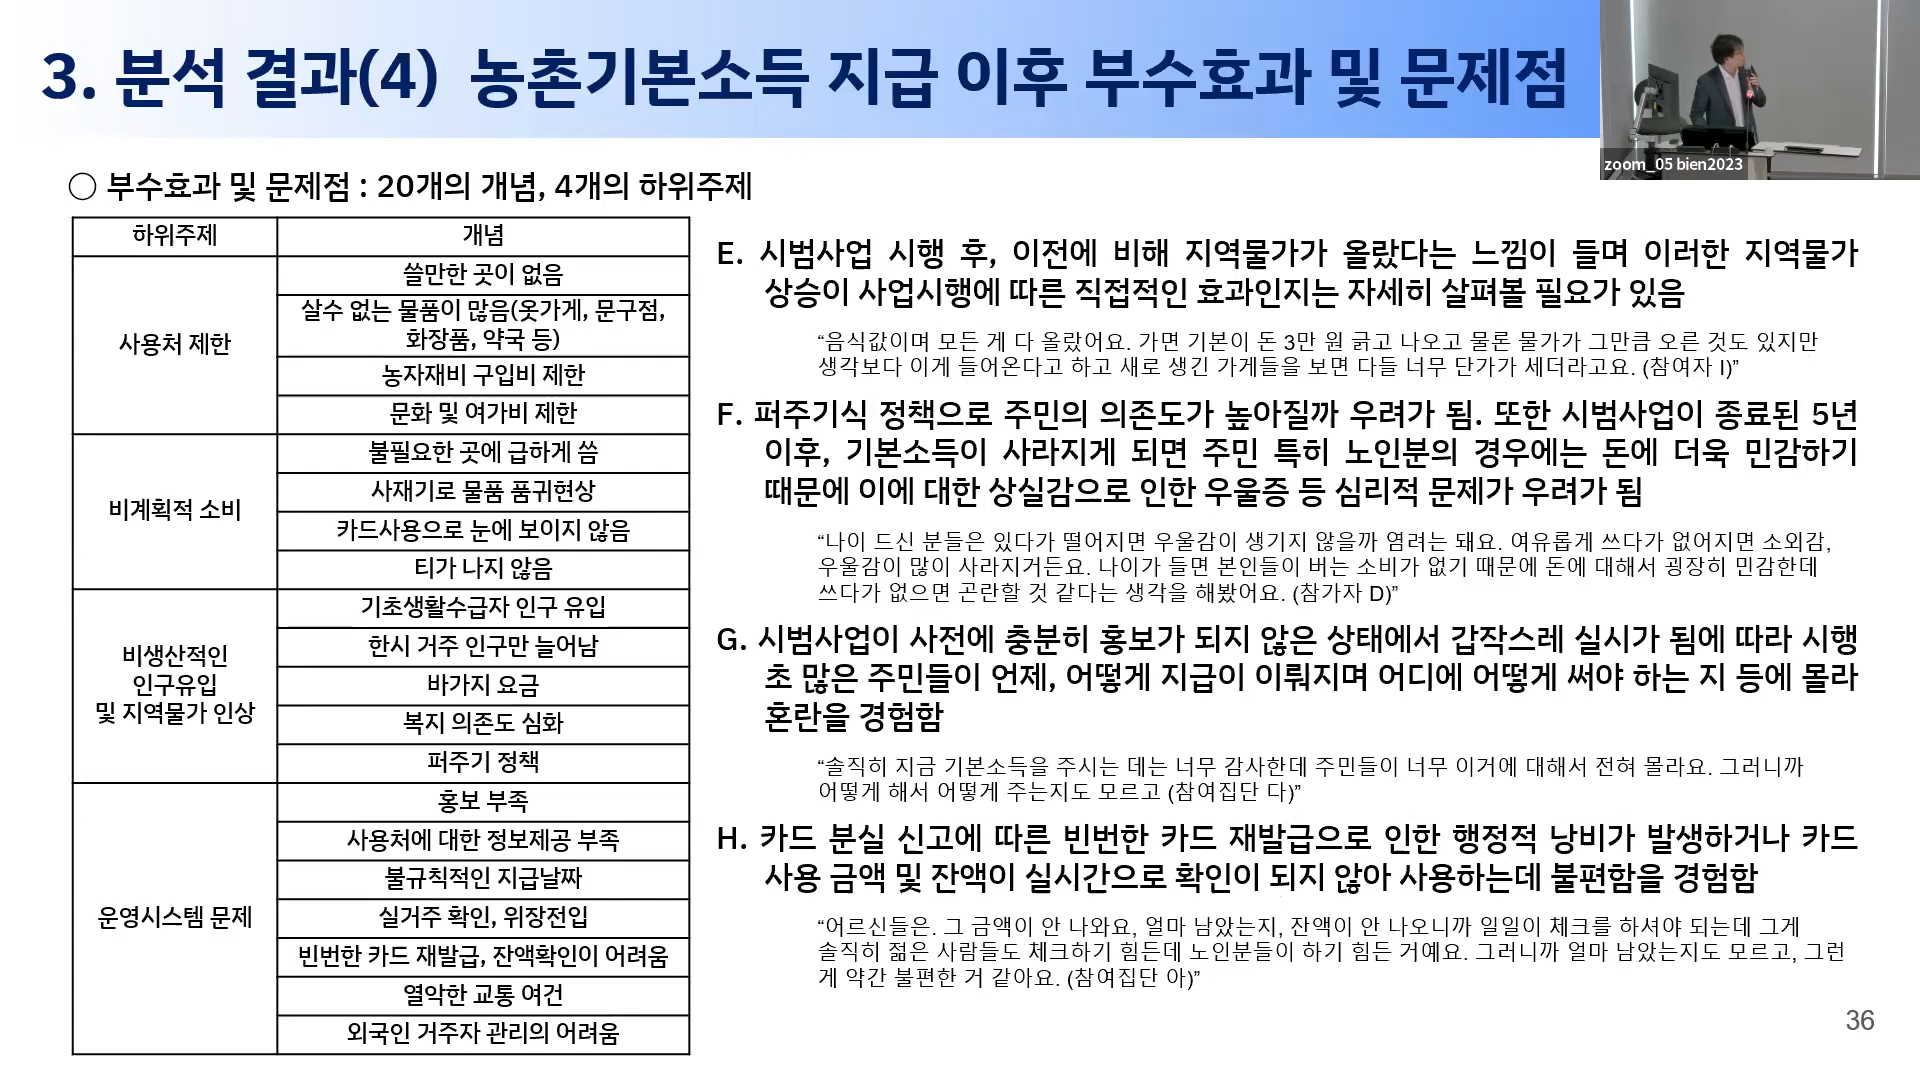 3. 분석 결과(4) 농촌기본소득 지급 이후 부수효과 및 문제점
zoom_05 bien2023
○ 부수효과 및 문제점 : 20개의 개념, 4개의 하위주제
하위주제
개념
사용처 제한
쓸만한 곳이 없음
살수 없는 물품이 많음(옷가게, 문구점,
화장품, 약국 등)
농자재비 구입비 제한
문화 및 여가비 제한
비계획적 소비
불필요한 곳에 급하게 씀
사재기로 물품 품귀현상
카드사용으로 눈에 보이지 않음
티가 나지 않음
비생산적인
인구유입
및 지역물가 인상
기초생활수급자 인구 유입
한시 거주 인구만 늘어남
바가지 요금
복지 의존도 심화
퍼주기 정책
운영시스템 문제
홍보 부족
사용처에 대한 정보제공 부족
불규칙적인 지급날짜
실거주 확인, 위장전입
빈번한 카드 재발급, 잔액확인이 어려움
열악한 교통 여건
외국인 거주자 관리의 어려움
E. 시범사업 시행 후, 이전에 비해 지역물가가 올랐다는 느낌이 들며 이러한 지역물가
상승이 사업시행에 따른 직접적인 효과인지는 자세히 살펴볼 필요가 있음
“음식값이며 모든 게 다 올랐어요. 가면 기본이 돈 3만 원 긁고 나오고 물론 물가가 그만큼 오른 것도 있지만
생각보다 이게 들어온다고 하고 새로 생긴 가게들을 보면 다들 너무 단가가 세더라고요. (참여자 I)”
F. 퍼주기식 정책으로 주민의 의존도가 높아질까 우려가 됨. 또한 시범사업이 종료된 5년
이후, 기본소득이 사라지게 되면 주민 특히 노인분의 경우에는 돈에 더욱 민감하기
때문에 이에 대한 상실감으로 인한 우울증 등 심리적 문제가 우려가 됨
“나이 드신 분들은 있다가 떨어지면 우울감이 생기지 않을까 염려는 돼요. 여유롭게 쓰다가 없어지면 소외감,
우울감이 많이 사라지거든요. 나이가 들면 본인들이 버는 소비가 없기 때문에 돈에 대해서 굉장히 민감한데
쓰다가 없으면 곤란할 것 같다는 생각을 해봤어요. (참가자 D)”
G. 시범사업이 사전에 충분히 홍보가 되지 않은 상태에서 갑작스레 실시가 됨에 따라 시행
초 많은 주민들이 언제, 어떻게 지급이 이뤄지며 어디에 어떻게 써야 하는 지 등에 몰라
혼란을 경험함
“솔직히 지금 기본소득을 주시는 데는 너무 감사한데 주민들이 너무 이거에 대해서 전혀 몰라요. 그러니까
어떻게 해서 어떻게 주는지도 모르고 (참여집단 다)”
H. 카드 분실 신고에 따른 빈번한 카드 재발급으로 인한 행정적 낭비가 발생하거나 카드
사용 금액 및 잔액이 실시간으로 확인이 되지 않아 사용하는데 불편함을 경험함
“어르신들은. 그 금액이 안 나와요, 얼마 남았는지, 잔액이 안 나오니까 일일이 체크를 하셔야 되는데 그게
솔직히 젊은 사람들도 체크하기 힘든데 노인분들이 하기 힘든 거예요. 그러니까 얼마 남았는지도 모르고, 그런
게 약간 불편한 거 같아요. (참여집단 아)”
36